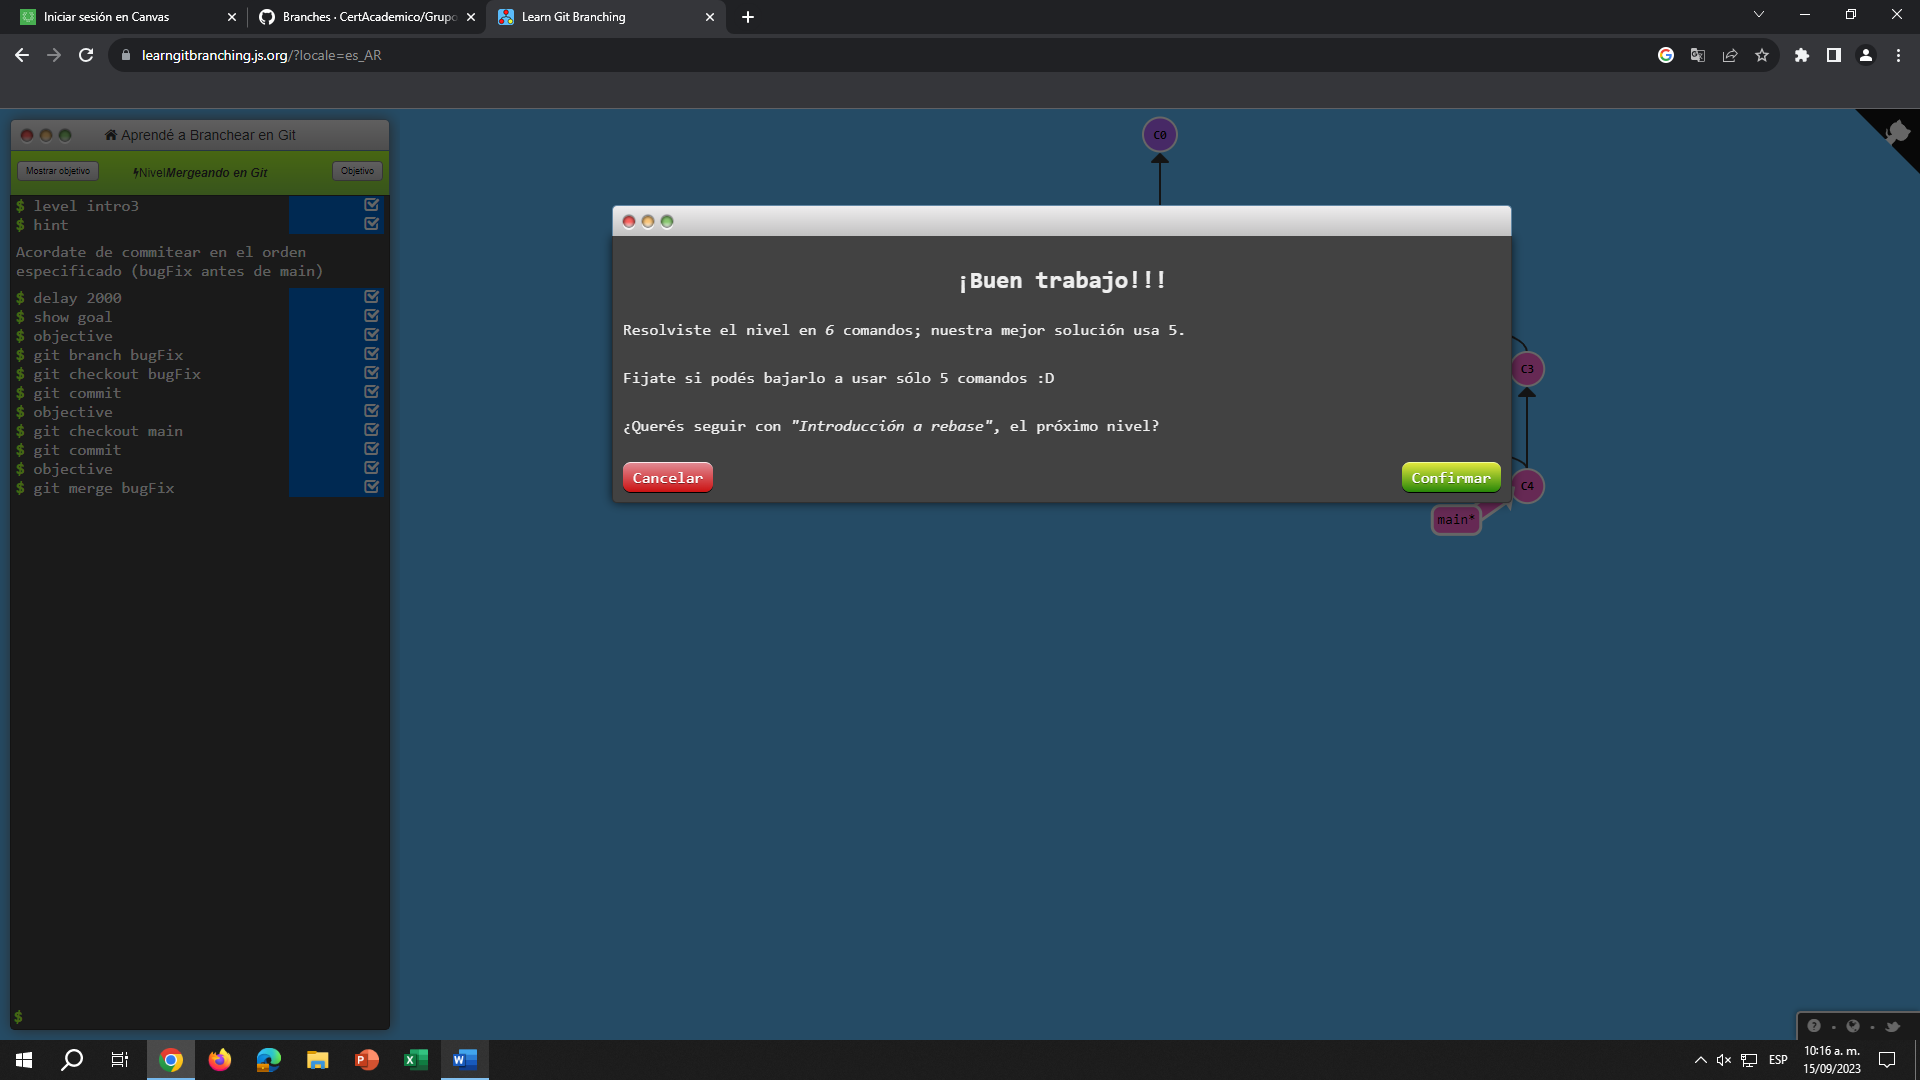 Iniciar sesión en Canvas
Branches · CertAcademico/Grupo
Learn Git Branching
learngitbranching.js.org/?locale=es_AR
Aprendé a Branchear en Git
Mostrar objetivo
NivelMergeando en Git
Objetivo
$ level intro3
$ hint
Acordate de commitear en el orden
especificado (bugFix antes de main)
$ delay 2000
$ show goal
$ objective
$ git branch bugFix
$ git checkout bugFix
$ git commit
$ objective
$ git checkout main
$ git commit
$ objective
$ git merge bugFix
$
C0
¡Buen trabajo!!!
Resolviste el nivel en 6 comandos; nuestra mejor solución usa 5.
Fijate si podés bajarlo a usar sólo 5 comandos :D
¿Querés seguir con "Introducción a rebase", el próximo nivel?
Cancelar
Confirmar
C3
C4
main*
ESP
10:16 a. m.
15/09/2023